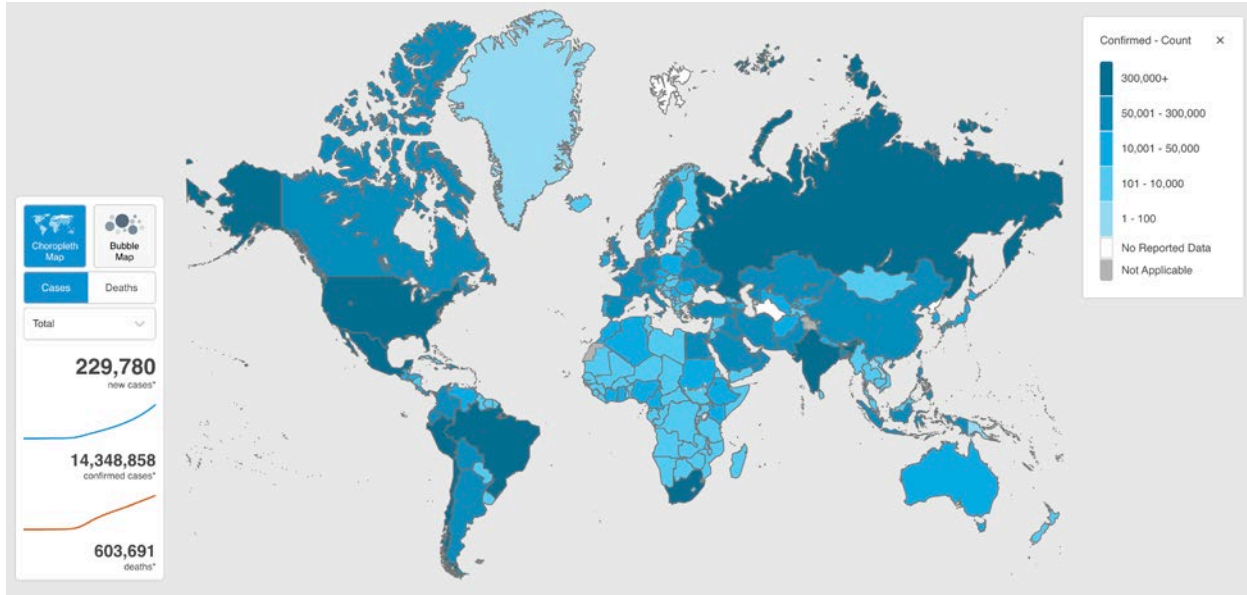 Choropleth
Map
Bubble
Map
Cases
Deaths
Total
229,780
new cases*
14,348,858
confirmed cases*
603,691
deaths*
Confirmed - Count ×
300,000+
50,001 - 300,000
10,001 - 50,000
101 - 10,000
1 - 100
No Reported Data
Not Applicable